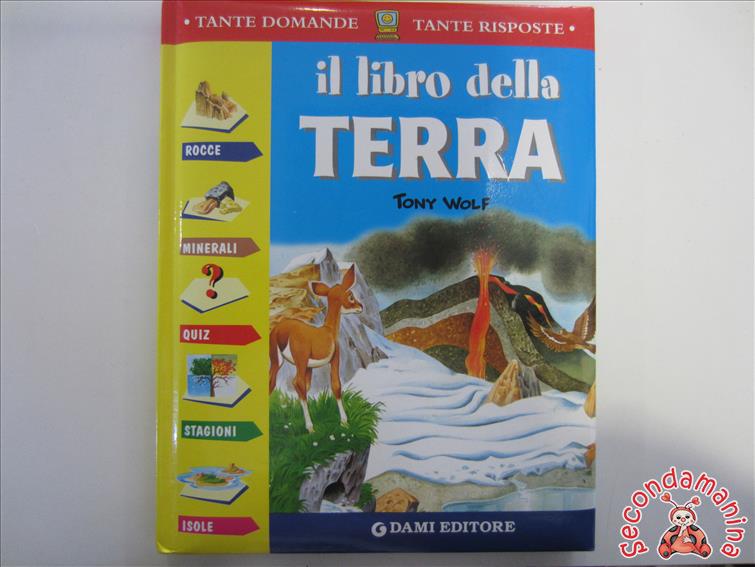 • TANTE DOMANDE TANTE RISPOSTE •
il libro della
TERRA
TONY WOLF
ROCCE
MINERALI
?
QUIZ
STAGIONI
ISOLE
DAMI EDITORE
secondamanina